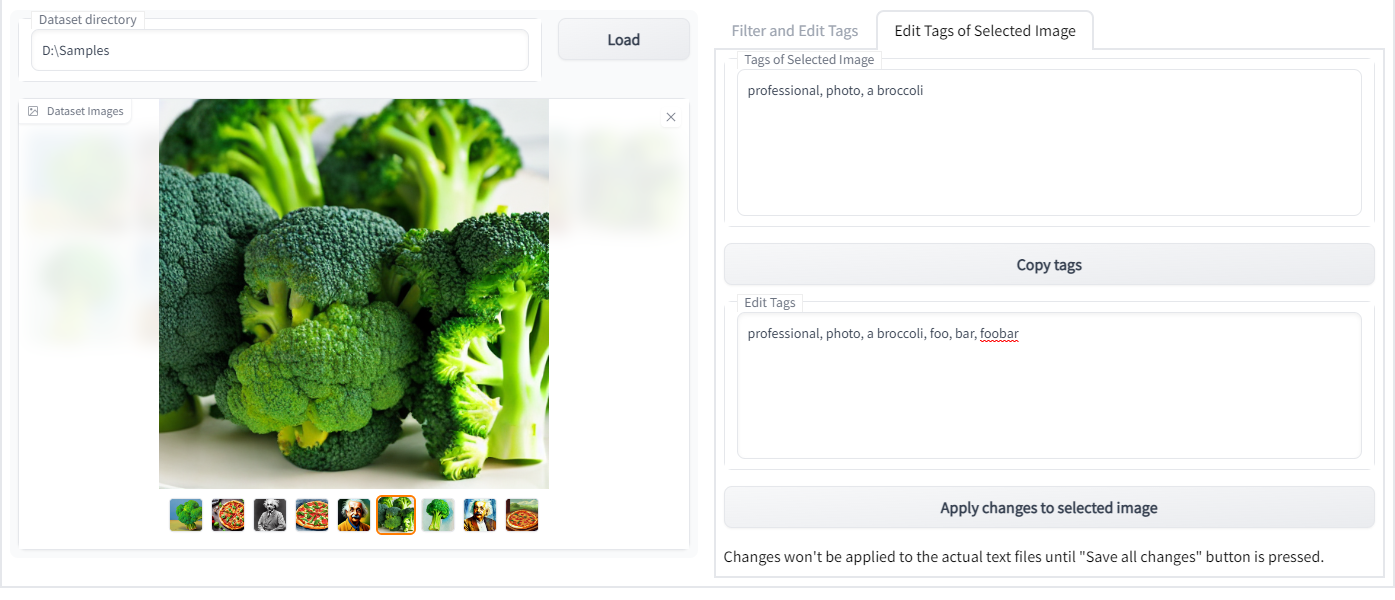 Dataset directory
D:\Samples
Load
Dataset Images
Filter and Edit Tags
Edit Tags of Selected Image
Tags of Selected Image
professional, photo, a broccoli
Copy tags
Edit Tags
professional, photo, a broccoli, foo, bar, foobar
Apply changes to selected image
Changes won't be applied to the actual text files until "Save all changes" button is pressed.